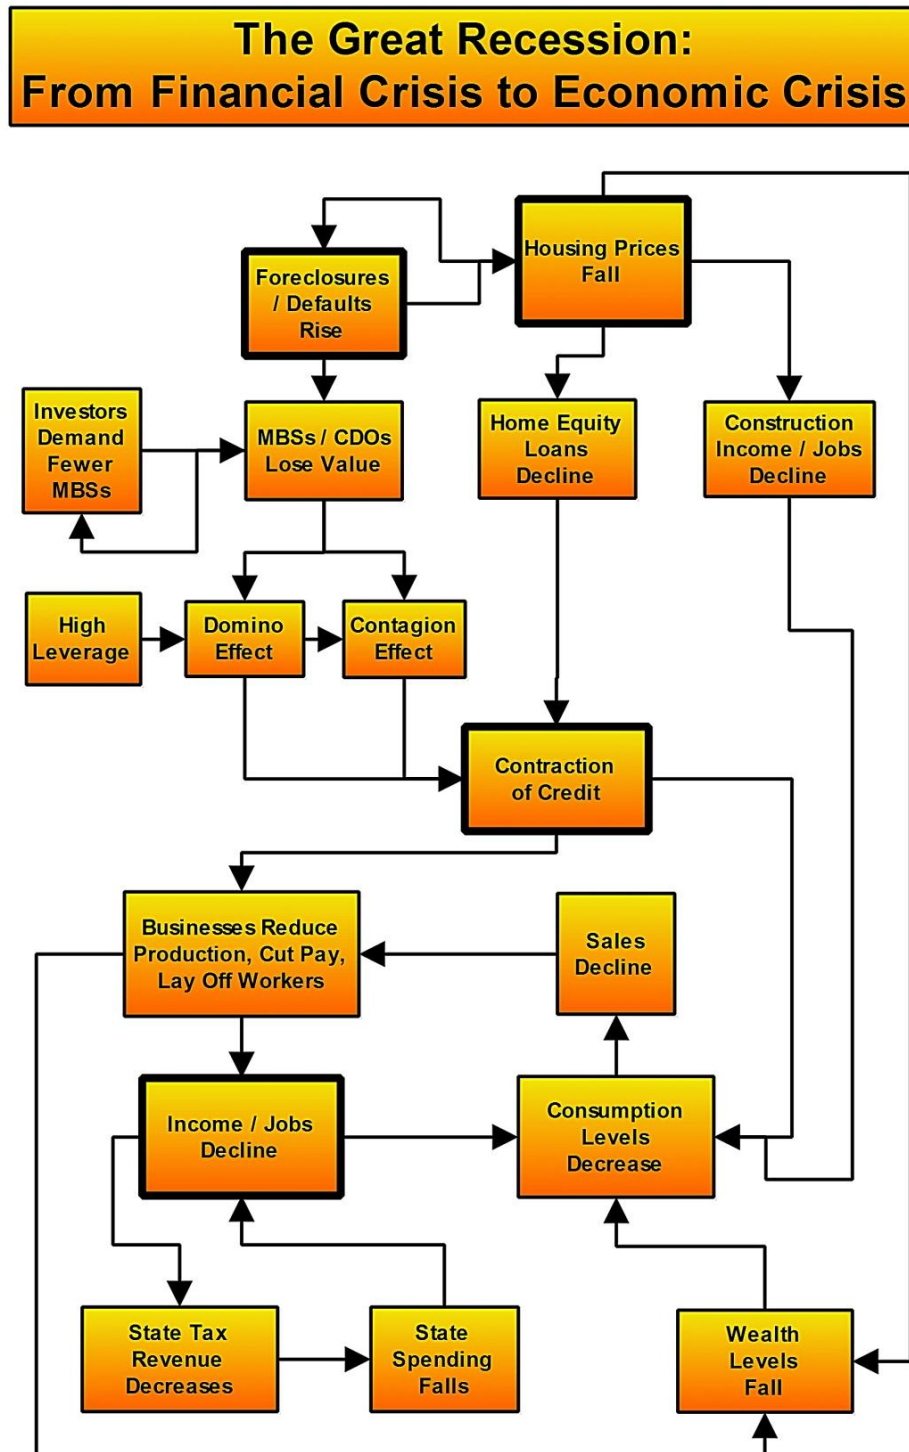 The Great Recession:
From Financial Crisis to Economic Crisis
Housing Prices
Fall
Foreclosures
/ Defaults
Rise
Investors
Demand
Fewer
MBSs
MBSs / CDOs
Lose Value
Home Equity
Loans
Decline
Construction
Income / Jobs
Decline
High
Leverage
Domino
Effect
Contagion
Effect
Contraction
of Credit
Businesses Reduce
Production, Cut Pay,
Lay Off Workers
Sales
Decline
Income / Jobs
Decline
Consumption
Levels
Decrease
State Tax
Revenue
Decreases
State
Spending
Falls
Wealth
Levels
Fall